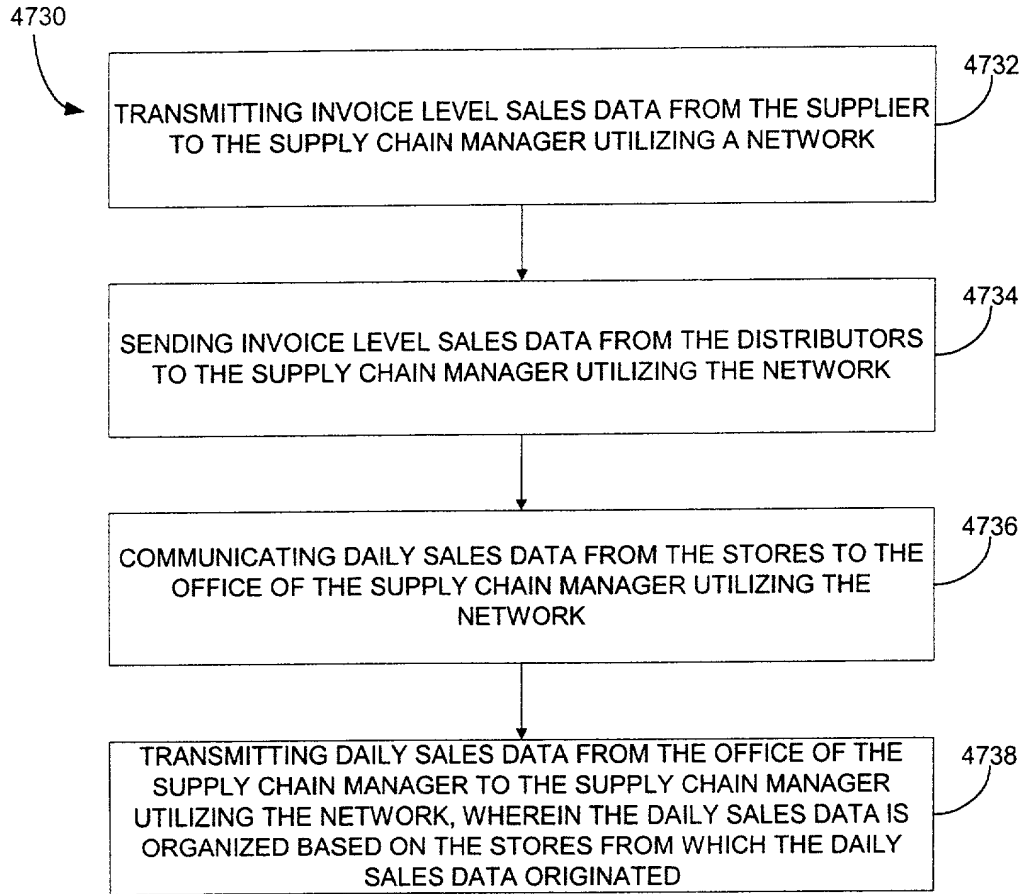 4730
4732
TRANSMITTING INVOICE LEVEL SALES DATA FROM THE SUPPLIER
TO THE SUPPLY CHAIN MANAGER UTILIZING A NETWORK
4734
SENDING INVOICE LEVEL SALES DATA FROM THE DISTRIBUTORS
TO THE SUPPLY CHAIN MANAGER UTILIZING THE NETWORK
4736
COMMUNICATING DAILY SALES DATA FROM THE STORES TO THE
OFFICE OF THE SUPPLY CHAIN MANAGER UTILIZING THE
NETWORK
4738
TRANSMITTING DAILY SALES DATA FROM THE OFFICE OF THE
SUPPLY CHAIN MANAGER TO THE SUPPLY CHAIN MANAGER
UTILIZING THE NETWORK, WHEREIN THE DAILY SALES DATA IS
ORGANIZED BASED ON THE STORES FROM WHICH THE DAILY
SALES DATA ORIGINATED